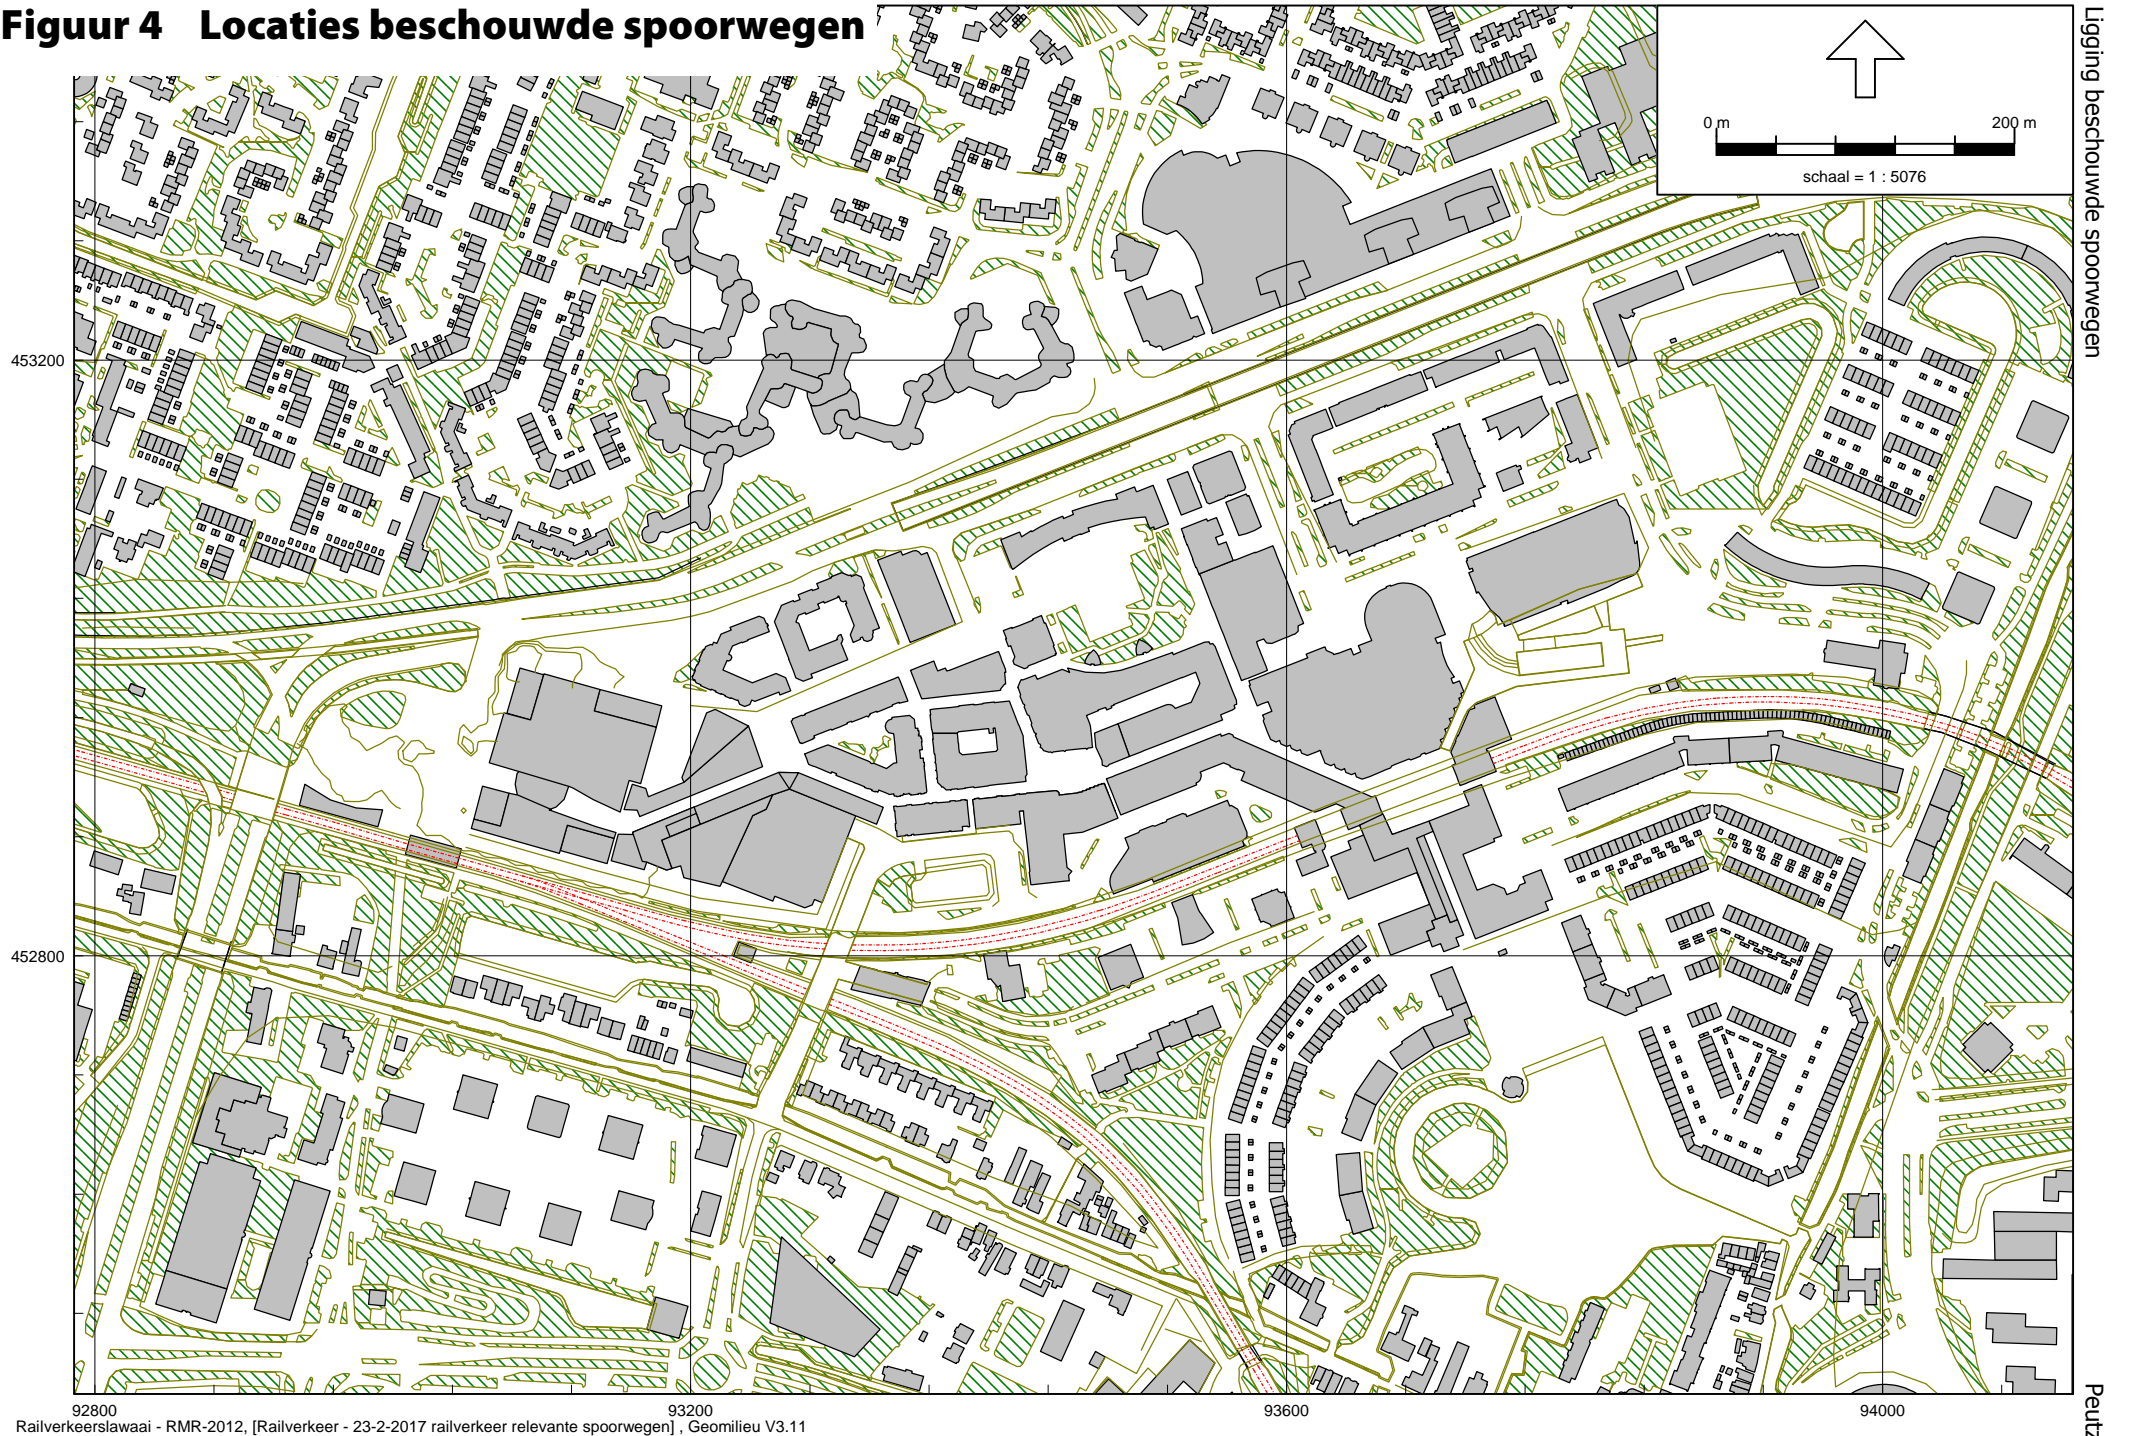 Figuur 4 Locaties beschouwde spoorwegen
0 m 200 m
schaal = 1 : 5076
Ligging beschouwde spoorwegen
453200
452800
92800 93200 93600 94000
Railverkeerslawaai - RMR-2012, [Railverkeer - 23-2-2017 railverkeer relevante spoorwegen] , Geomilieu V3.11
Peutz